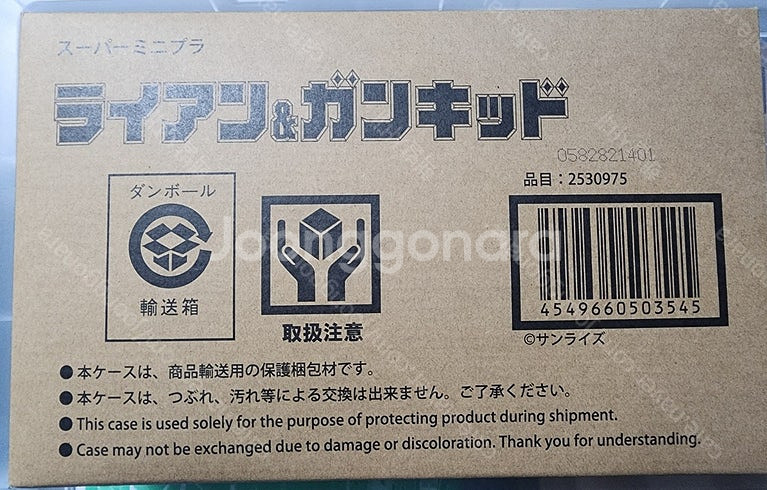 スーパーミニプラ
ライアン&ガンキッド
0582821401
品目：2530975
ダンボール
輸送箱
取扱注意
4549660503545
©サンライズ
Joonggonara
●本ケースは、商品輸送用の保護梱包材です。
●本ケースは、つぶれ、汚れ等による交換は出来ません。ご了承ください。
●This case is used solely for the purpose of protecting product during shipment.
●Case may not be exchanged due to damage or discoloration. Thank you for understanding.